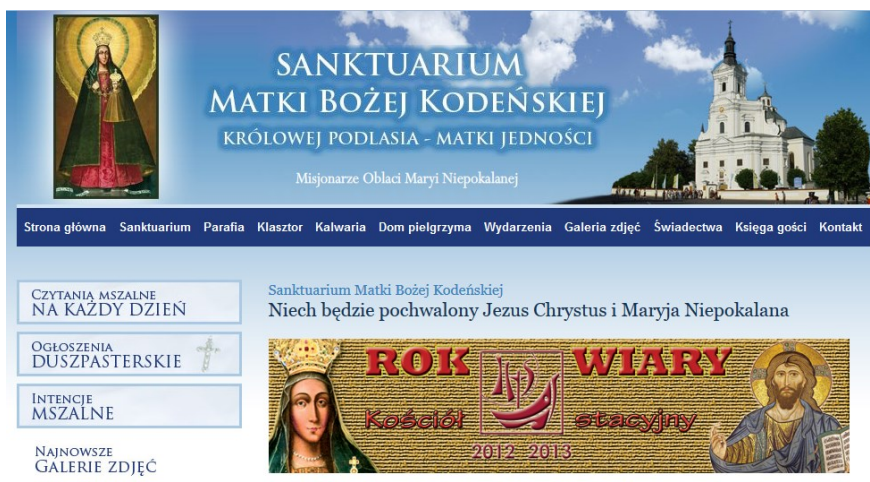 SANKTUARIUM
MATKI BOŻEJ KODEŃSKIEJ
KRÓLOWEJ PODLASIA - MATKI JEDNOŚCI
Misjonarze Oblaci Maryi Niepokalanej
Strona główna Sanktuarium Parafia Klasztor Kalwaria Dom pielgrzyma Wydarzenia Galeria zdjęć Świadectwa Księga gości Kontakt
CZYTANIA MSZALNE
NA KAŻDY DZIEŃ
OGŁOSZENIA
DUSZPASTERSKIE
INTENCJE
MSZALNE
NAJNOWSZE
GALERIE ZDJĘĆ
Sanktuarium Matki Bożej Kodeńskiej
Niech będzie pochwalony Jezus Chrystus i Maryja Niepokalana
ROK WIARY
Kościół stacyjny
2012 2013